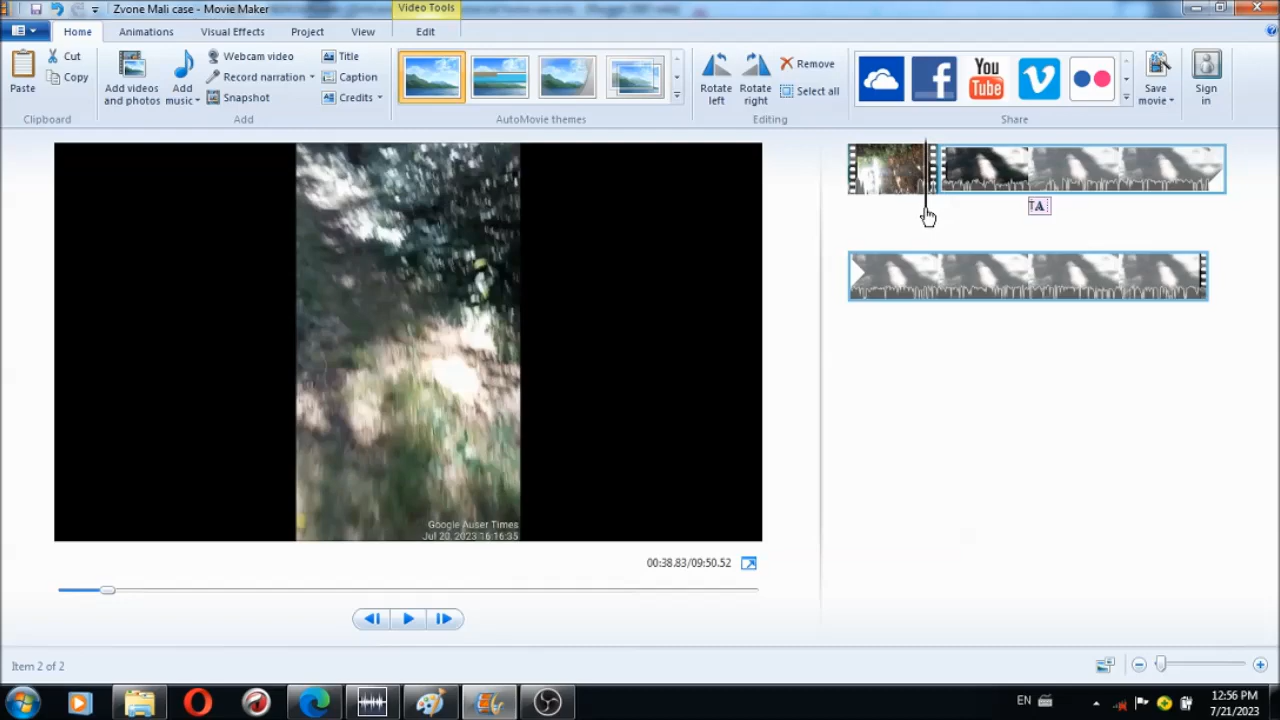 Zvone Mali case - Movie Maker
Video Tools
Home
Animations
Visual Effects
Project
View
Edit
Paste
Cut
Copy
Clipboard
Add videos
and photos
Add
music
Webcam video
Record narration
Snapshot
Title
Caption
Credits
Add
AutoMovie themes
Rotate
left
Rotate
right
Remove
Select all
Editing
You
Tube
Share
Save
movie
Sign
in
TA
Google Auser Times
Jul 20, 2023 16:16:35
00:38.83/09:50.52
Item 2 of 2
EN
12:56 PM
7/21/2023